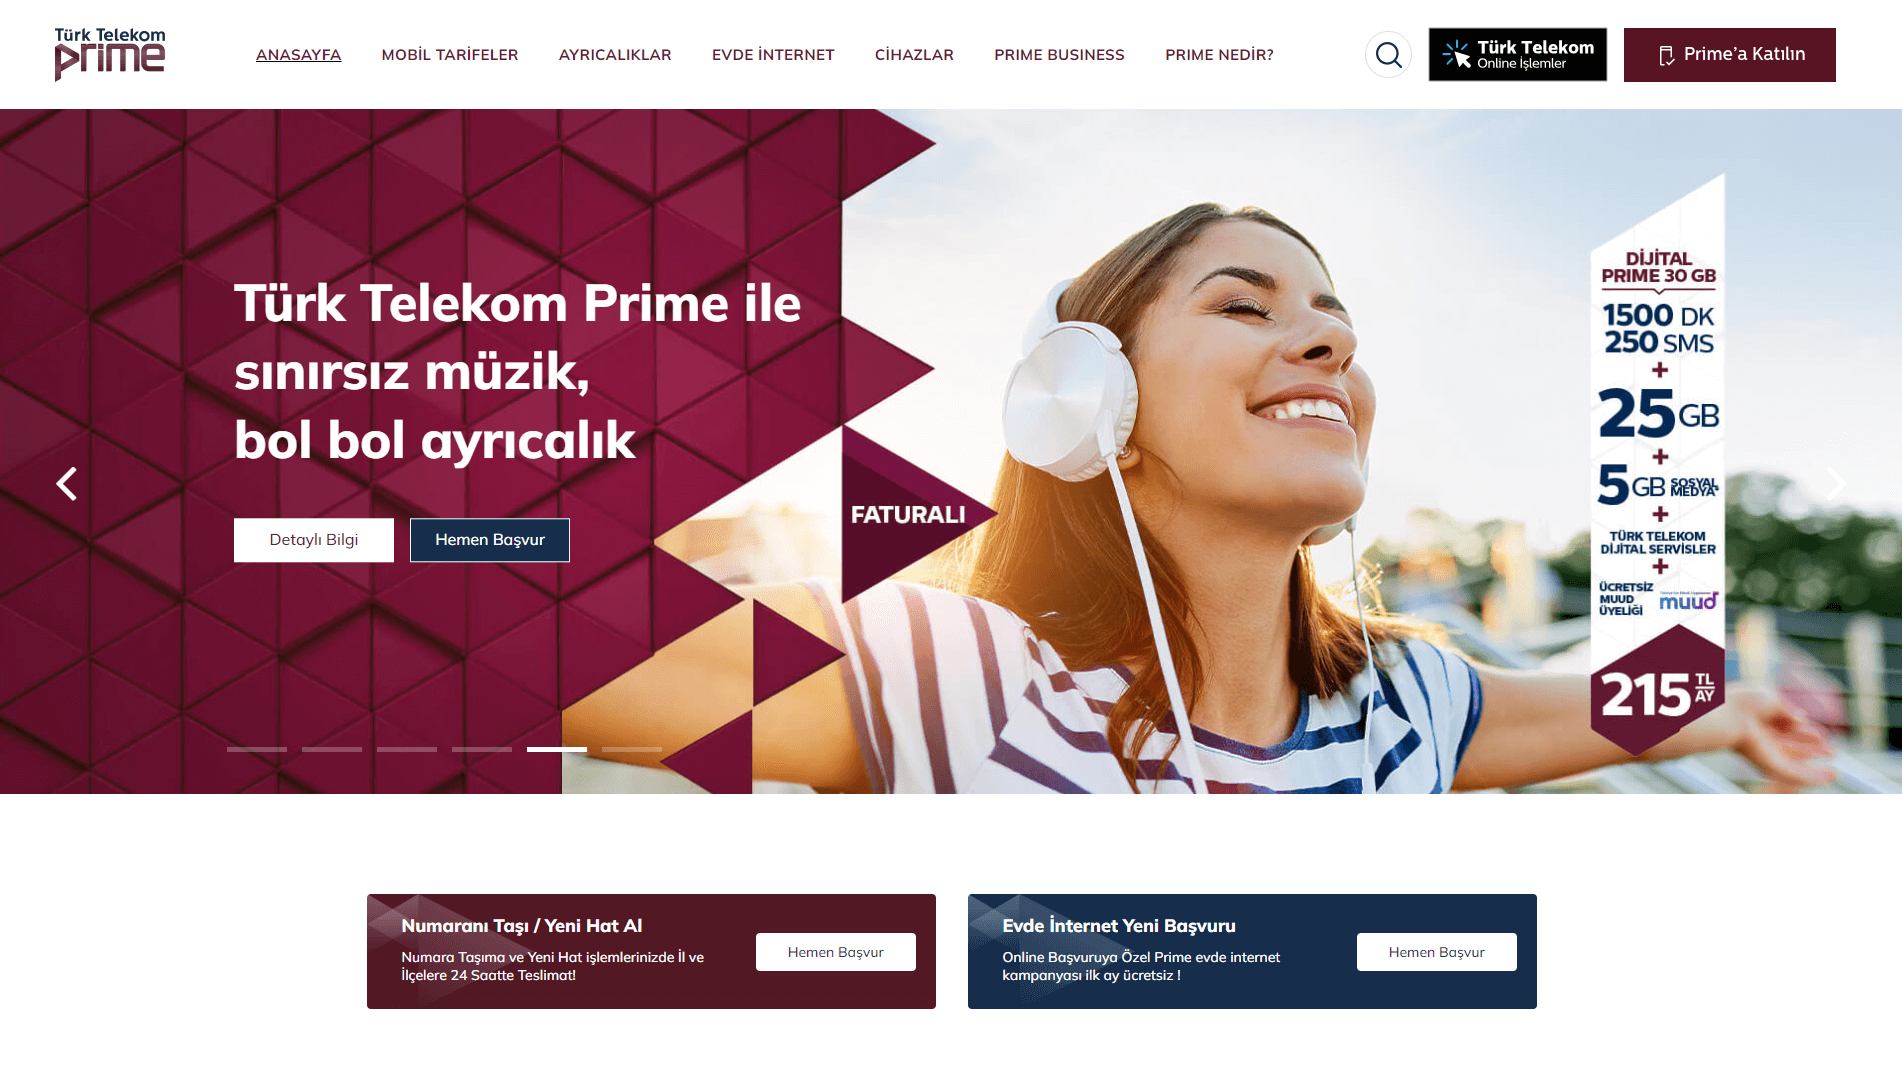 Türk Telekom
prime
ANASAYFA
MOBİL TARİFELER
AYRICALIKLAR
EVDE İNTERNET
CİHAZLAR
PRIME BUSINESS
PRIME NEDİR?
Türk Telekom
Online İşlemler
Prime'a Katılın
Türk Telekom Prime ile
sınırsız müzik,
bol bol ayrıcalık
Detaylı Bilgi
Hemen Başvur
FATURALI
DİJİTAL
PRIME 30 GB
1500 DK
250 SMS
+
25 GB
+
5 GB SOSYAL MEDYA
+
TÜRK TELEKOM
DİJİTAL SERVİSLER
+
ÜCRETSİZ
MUUD
ÜYELİĞİ
muud
215 TL AY
Numaranı Taşı / Yeni Hat Al
Numara Taşıma ve Yeni Hat işlemlerinizde İl ve
İlçelere 24 Saatte Teslimat!
Hemen Başvur
Evde İnternet Yeni Başvuru
Online Başvuruya Özel Prime evde internet
kampanyası ilk ay ücretsiz !
Hemen Başvur